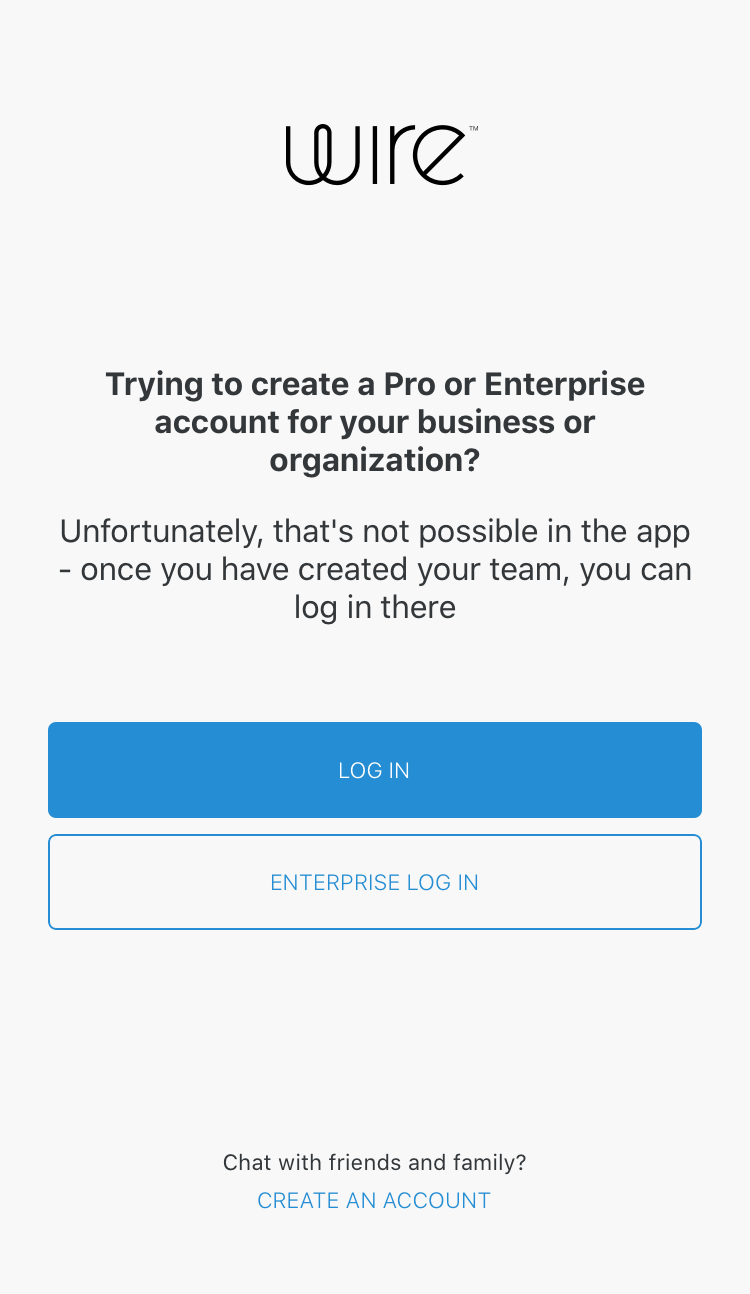 wire™
Trying to create a Pro or Enterprise
account for your business or
organization?
Unfortunately, that's not possible in the app
- once you have created your team, you can
log in there
LOG IN
ENTERPRISE LOG IN
Chat with friends and family?
CREATE AN ACCOUNT